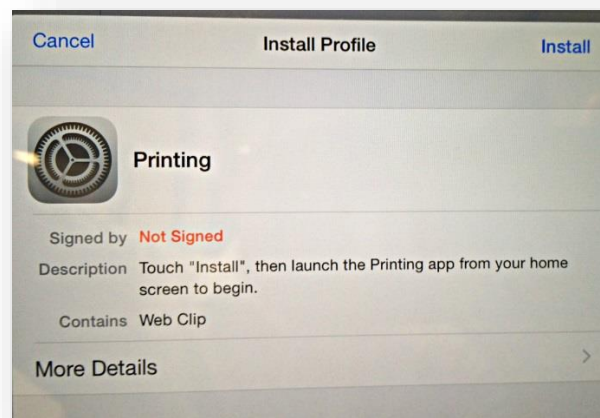 Cancel Install Profile Install
Printing
Signed by Not Signed
Description Touch "Install", then launch the Printing app from your home
screen to begin.
Contains Web Clip
More Details